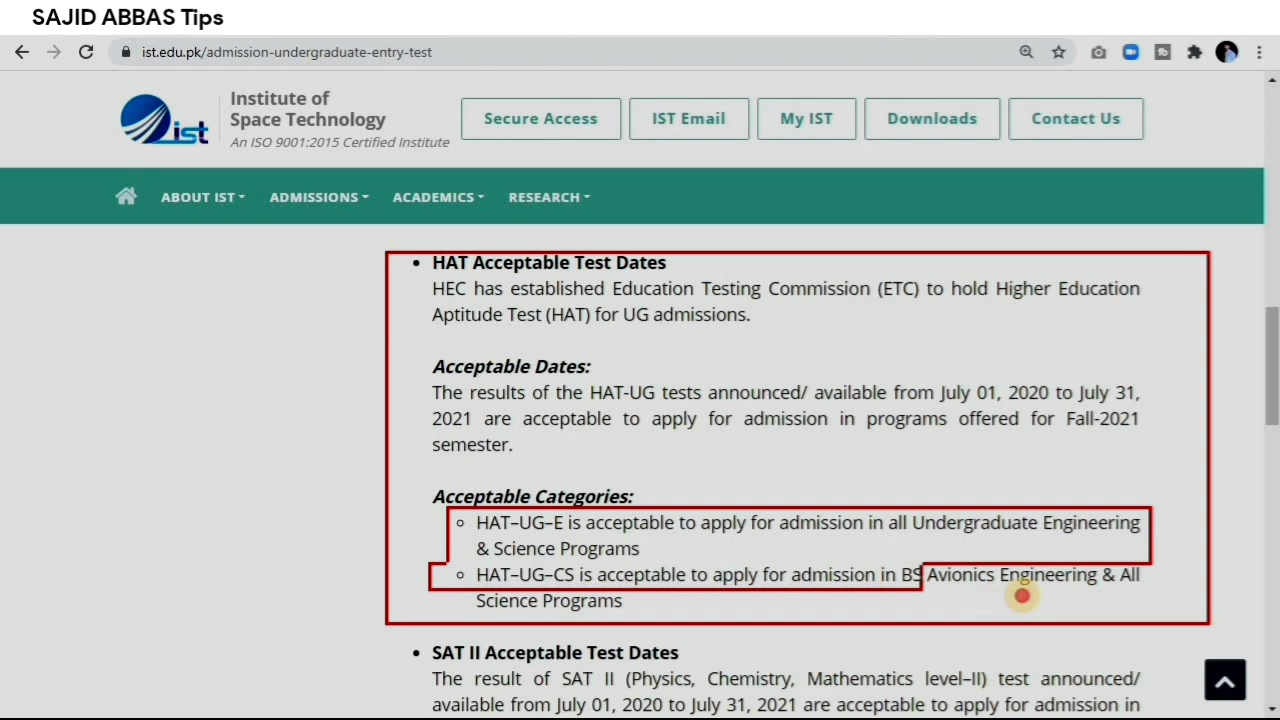 SAJID ABBAS Tips
ist.edu.pk/admission-undergraduate-entry-test
ist
Institute of
Space Technology
An ISO 9001:2015 Certified Institute
Secure Access
IST Email
My IST
Downloads
Contact Us
ABOUT IST
ADMISSIONS
ACADEMICS
RESEARCH
• HAT Acceptable Test Dates
HEC has established Education Testing Commission (ETC) to hold Higher Education
Aptitude Test (HAT) for UG admissions.
Acceptable Dates:
The results of the HAT-UG tests announced/ available from July 01, 2020 to July 31,
2021 are acceptable to apply for admission in programs offered for Fall-2021
semester.
Acceptable Categories:
HAT–UG–E is acceptable to apply for admission in all Undergraduate Engineering
& Science Programs
HAT–UG–CS is acceptable to apply for admission in BS Avionics Engineering & All
Science Programs
• SAT II Acceptable Test Dates
The result of SAT II (Physics, Chemistry, Mathematics level–II) test announced/
available from July 01, 2020 to July 31, 2021 are acceptable to apply for admission in